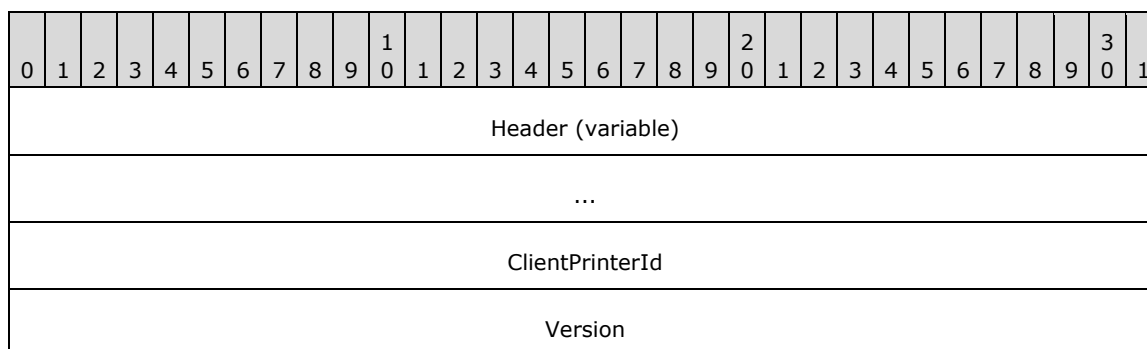 1 2 3
0 1 2 3 4 5 6 7 8 9 0 1 2 3 4 5 6 7 8 9 0 1 2 3 4 5 6 7 8 9 0 1
Header (variable)
...
ClientPrinterId
Version